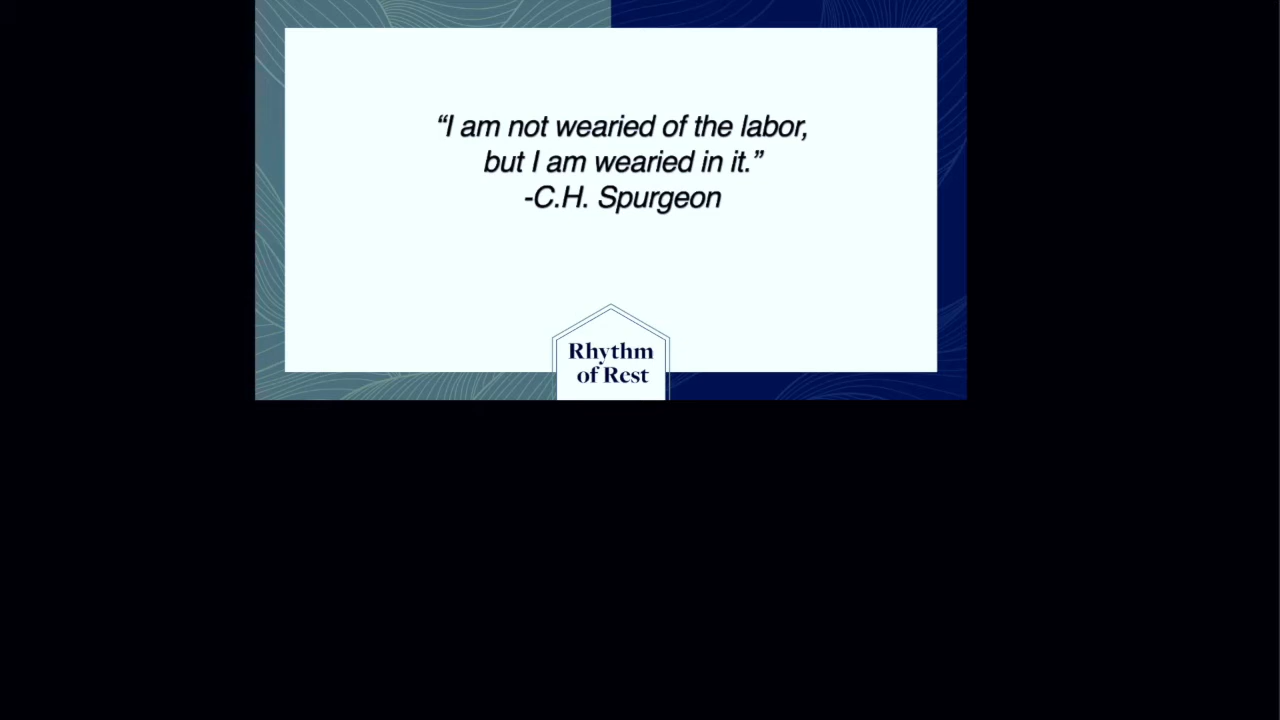 “I am not wearied of the labor,
but I am wearied in it.”
-C.H. Spurgeon
Rhythm
of Rest